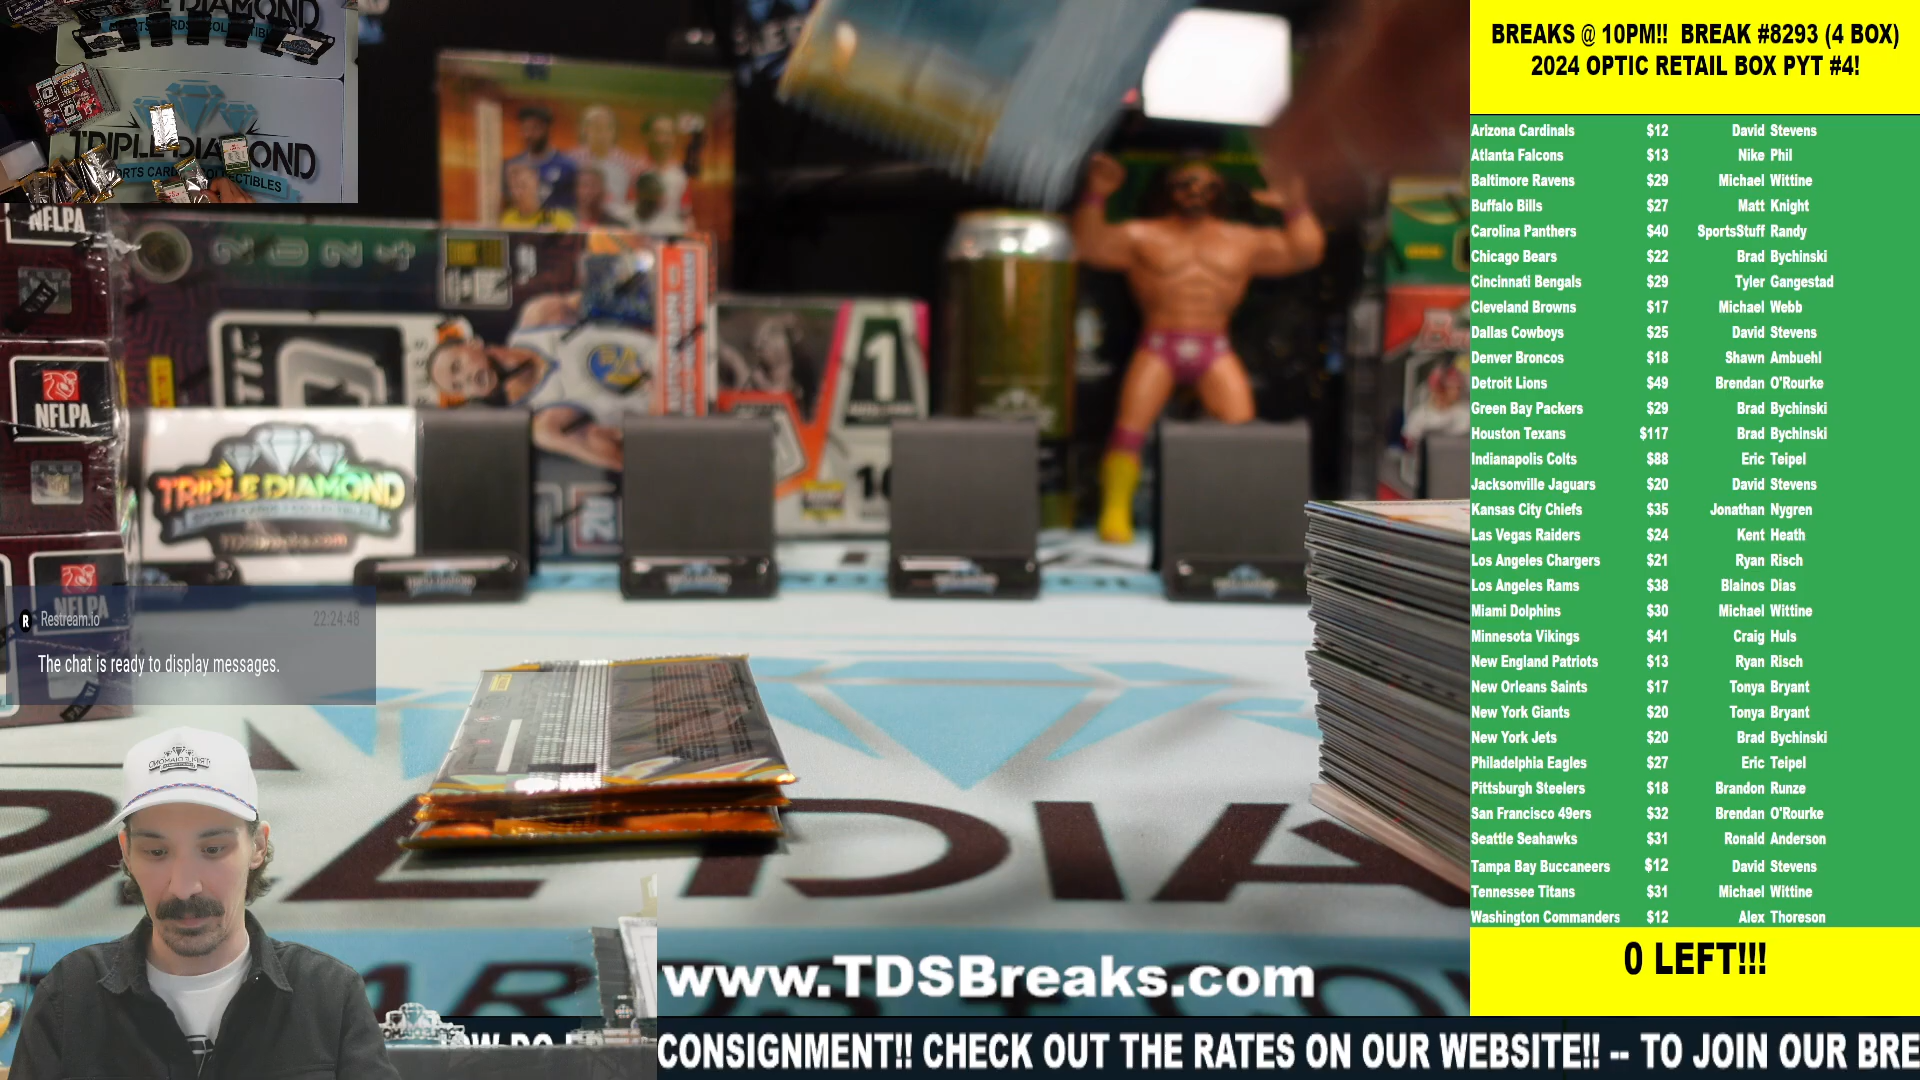 BREAKS @ 10PM!! BREAK #8293 (4 BOX)
2024 OPTIC RETAIL BOX PYT #4!
Arizona Cardinals $12 David Stevens
Atlanta Falcons $13 Nike Phil
Baltimore Ravens $29 Michael Wittine
Buffalo Bills $27 Matt Knight
Carolina Panthers $40 SportsStuff Randy
Chicago Bears $22 Brad Bychinski
Cincinnati Bengals $29 Tyler Gangestad
Cleveland Browns $17 Michael Webb
Dallas Cowboys $25 David Stevens
Denver Broncos $18 Shawn Ambuehl
Detroit Lions $49 Brendan O'Rourke
Green Bay Packers $29 Brad Bychinski
Houston Texans $117 Brad Bychinski
Indianapolis Colts $88 Eric Teipel
Jacksonville Jaguars $20 David Stevens
Kansas City Chiefs $35 Jonathan Nygren
Las Vegas Raiders $24 Kent Heath
Los Angeles Chargers $21 Ryan Risch
Los Angeles Rams $38 Blainos Dias
Miami Dolphins $30 Michael Wittine
Minnesota Vikings $41 Craig Huls
New England Patriots $13 Ryan Risch
New Orleans Saints $17 Tonya Bryant
New York Giants $20 Tonya Bryant
New York Jets $20 Brad Bychinski
Philadelphia Eagles $27 Eric Teipel
Pittsburgh Steelers $18 Brandon Runze
San Francisco 49ers $32 Brendan O'Rourke
Seattle Seahawks $31 Ronald Anderson
Tampa Bay Buccaneers $12 David Stevens
Tennessee Titans $31 Michael Wittine
Washington Commanders $12 Alex Thoreson
0 LEFT!!!
TRIPLE DIAMOND
NFLPA
2024
NFLPA
TRIPLE DIAMOND
SPORTS CARDS & COLLECTIBLES
TDSBreaks.com
1
NFLPA
Restream.io 22:24:48
The chat is ready to display messages.
www.TDSBreaks.com
CONSIGNMENT!! CHECK OUT THE RATES ON OUR WEBSITE!! -- TO JOIN OUR BRE